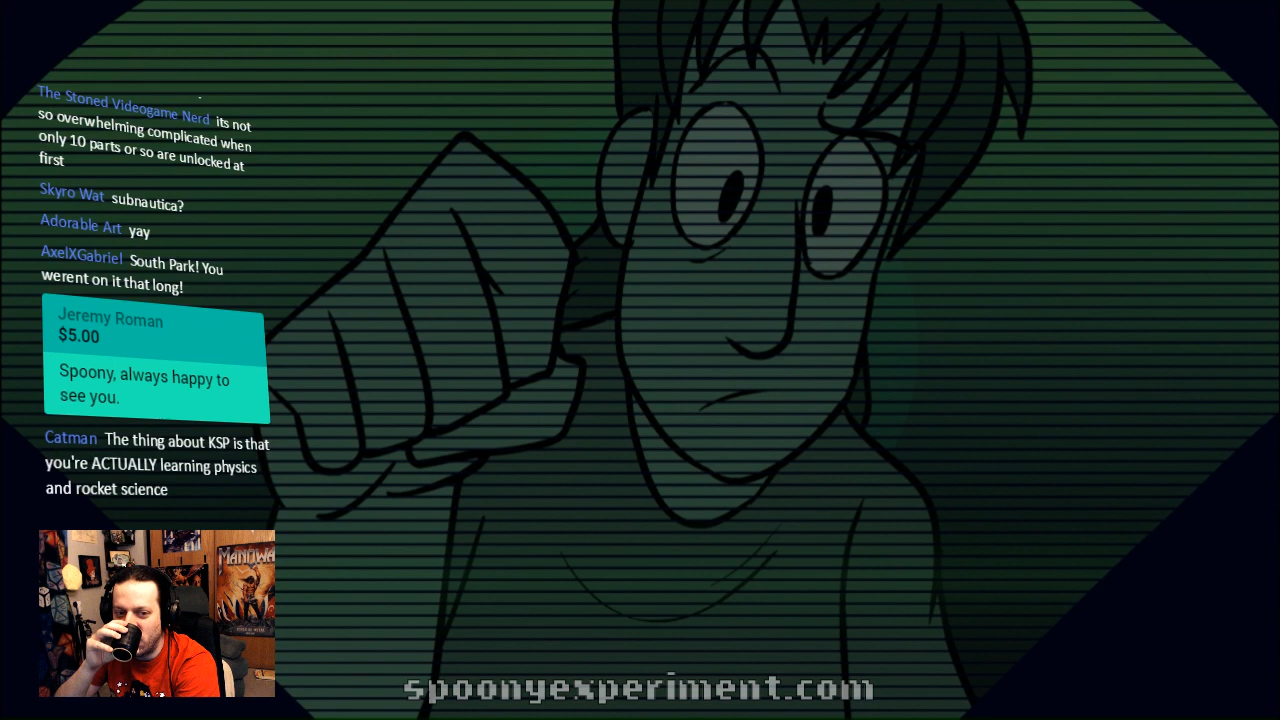 The Stoned Videogame Nerd its not
so overwhelming complicated when
only 10 parts or so are unlocked at
first
Skyro Wat subnautica?
Adorable Art yay
AxelXGabriel South Park! You
werent on it that long!
Jeremy Roman
$5.00
Spoony, always happy to
see you.
Catman The thing about KSP is that
you're ACTUALLY learning physics
and rocket science
MANOWA
spoonyexperiment.com